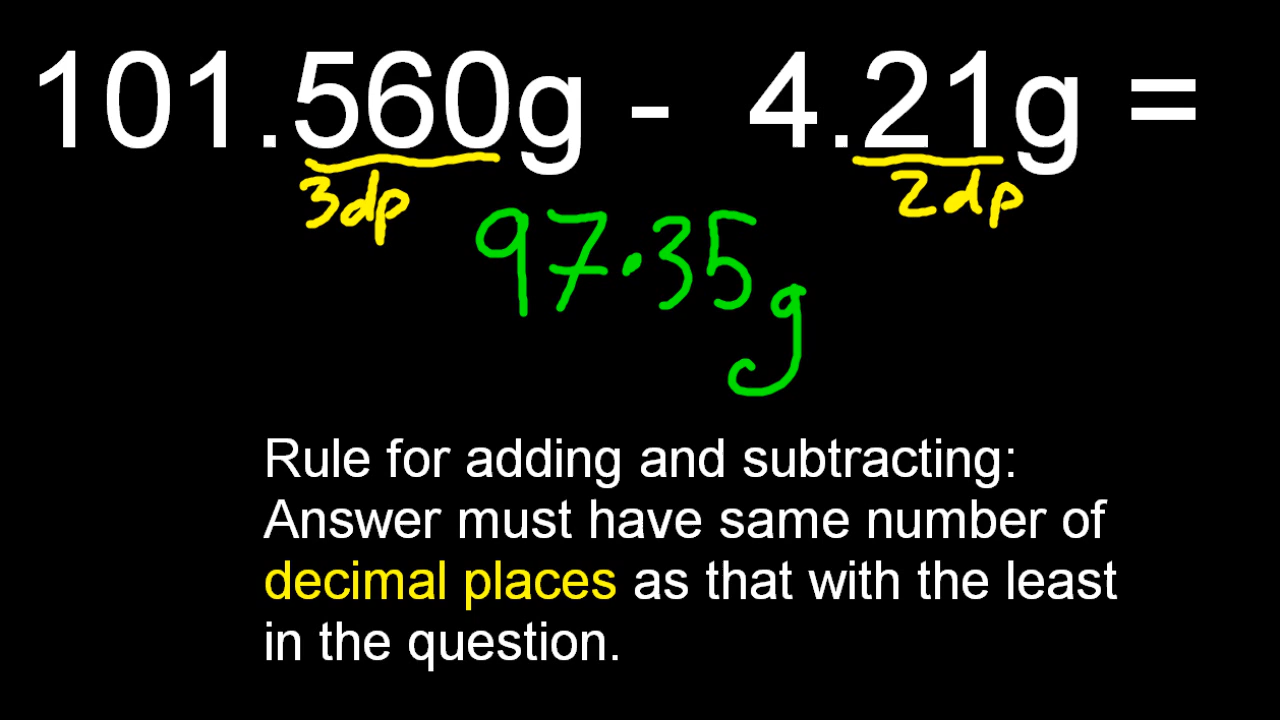 101.560g - 4.21g =
3dp 2dp
97.35g
Rule for adding and subtracting:
Answer must have same number of
decimal places as that with the least
in the question.